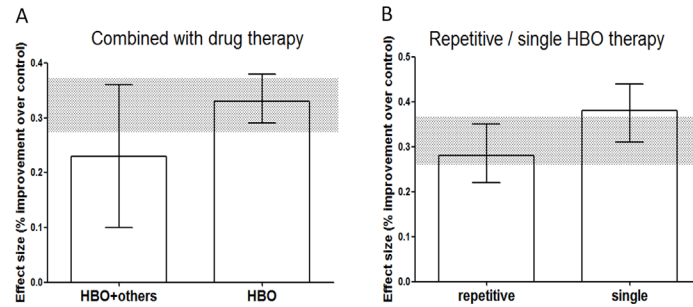 A
Combined with drug therapy
Effect size (% Improvement over control)
0.4
0.3
0.2
0.1
0.0
HBO+others HBO
B
Repetitive / single HBO therapy
Effect size (% Improvement over control)
0.5
0.4
0.3
0.2
0.1
0.0
repetitive single